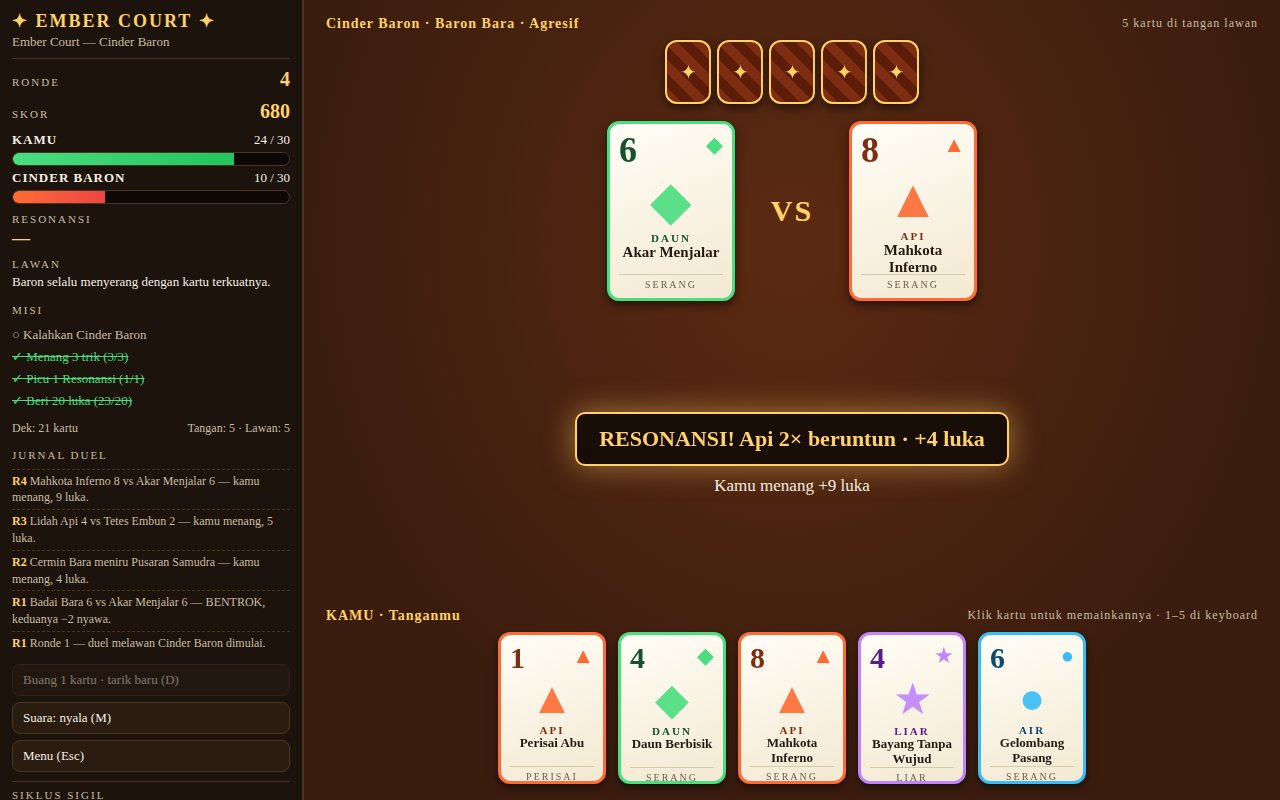 ✦ EMBER COURT ✦
Ember Court — Cinder Baron
RONDE 4
SKOR 680
KAMU 24 / 30
CINDER BARON 10 / 30
RESONANSI
—
LAWAN
Baron selalu menyerang dengan kartu terkuatnya.
MISI
○ Kalahkan Cinder Baron
✓ Menang 3 trik (3/3)
✓ Picu 1 Resonansi (1/1)
✓ Beri 20 luka (23/20)
Dek: 21 kartu Tangan: 5 · Lawan: 5
JURNAL DUEL
R4 Mahkota Inferno 8 vs Akar Menjalar 6 — kamu
menang, 9 luka.
R3 Lidah Api 4 vs Tetes Embun 2 — kamu menang, 5
luka.
R2 Cermin Bara meniru Pusaran Samudra — kamu
menang, 4 luka.
R1 Badai Bara 6 vs Akar Menjalar 6 — BENTROK,
keduanya −2 nyawa.
R1 Ronde 1 — duel melawan Cinder Baron dimulai.
Buang 1 kartu · tarik baru (D)
Suara: nyala (M)
Menu (Esc)
SIKLUS SIGIL
Cinder Baron · Baron Bara · Agresif
5 kartu di tangan lawan
6
DAUN
Akar Menjalar
SERANG
VS
8
API
Mahkota
Inferno
SERANG
RESONANSI! Api 2× beruntun · +4 luka
Kamu menang +9 luka
KAMU · Tanganmu
Klik kartu untuk memainkannya · 1–5 di keyboard
1
API
Perisai Abu
PERISAI
4
DAUN
Daun Berbisik
SERANG
8
API
Mahkota
Inferno
SERANG
4
LIAR
Bayang Tanpa
Wujud
LIAR
6
AIR
Gelombang
Pasang
SERANG